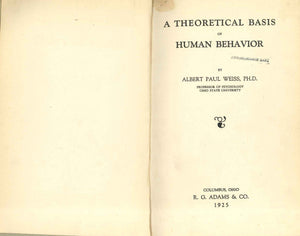 A THEORETICAL BASIS
OF
HUMAN BEHAVIOR
BY
ALBERT PAUL WEISS, PH.D.
PROFESSOR OF PSYCHOLOGY
OHIO STATE UNIVERSITY
COLUMBUS, OHIO
R. G. ADAMS & CO.
1925